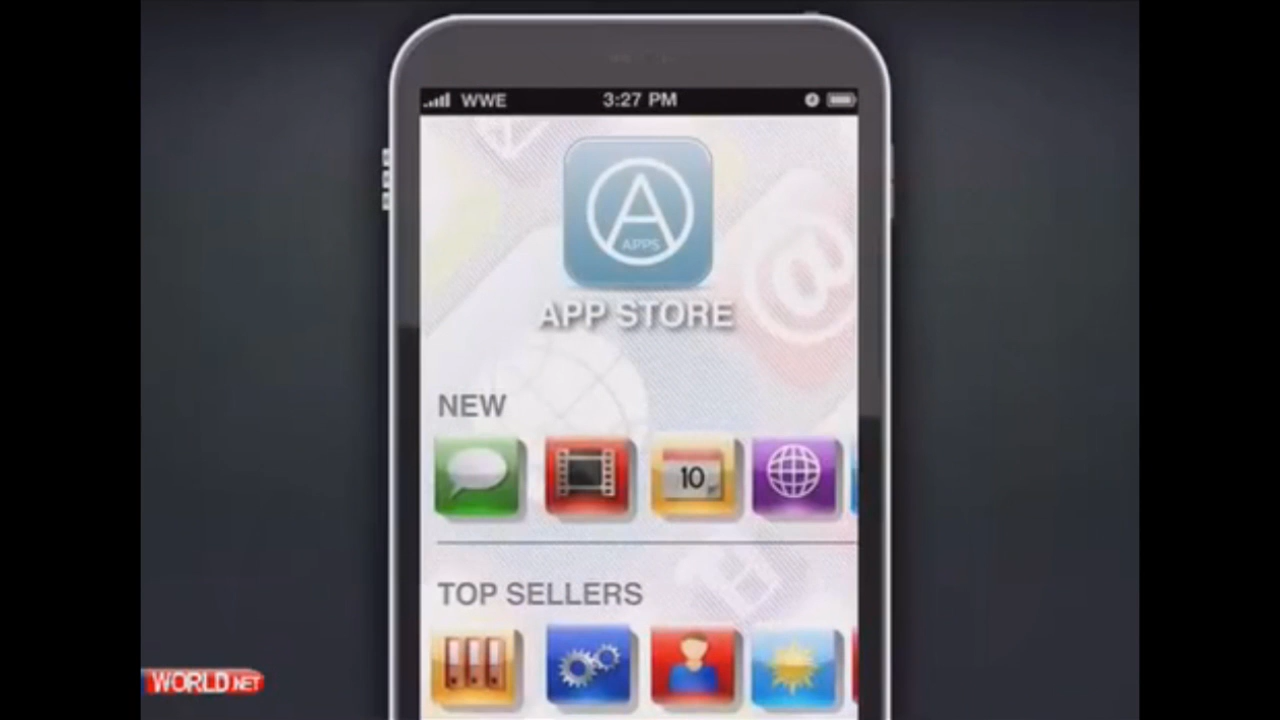 WWE 3:27 PM
APPS
APP STORE
NEW
10
TOP SELLERS
WORLD.NET